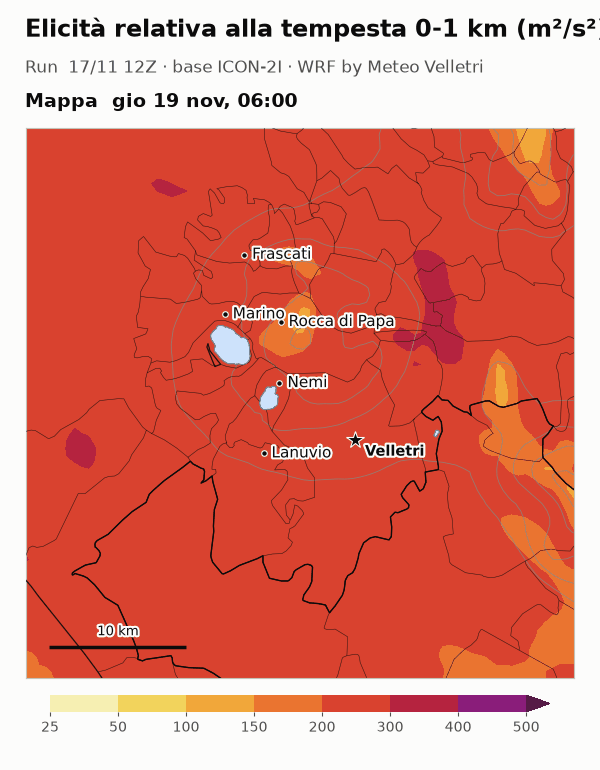 Elicità relativa alla tempesta 0-1 km (m²/s²)
Run 17/11 12Z · base ICON-2I · WRF by Meteo Velletri
Mappa gio 19 nov, 06:00
Frascati
Marino
Rocca di Papa
Nemi
Velletri
Lanuvio
10 km
25 50 100 150 200 300 400 500